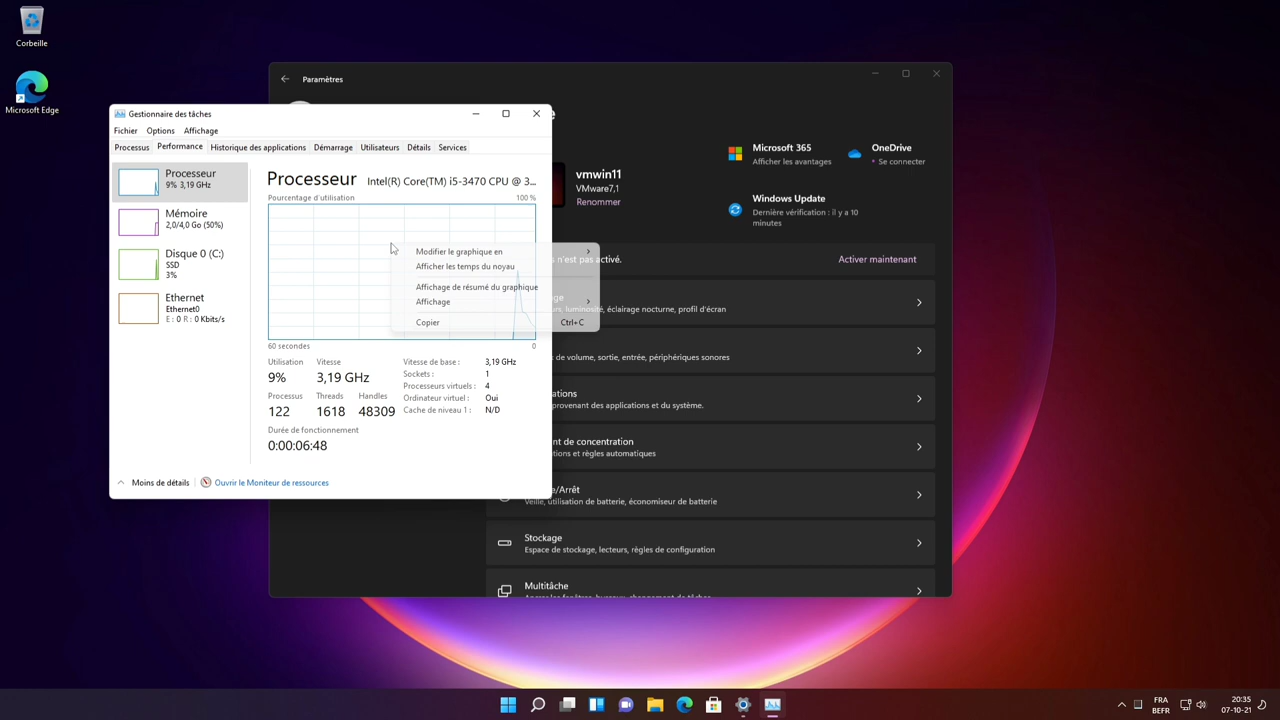 Corbeille
Microsoft Edge
Paramètres
Gestionnaire des tâches
Fichier Options Affichage
Processus Performance Historique des applications Démarrage Utilisateurs Détails Services
Processeur
9% 3,19 GHz
Mémoire
2,0/4,0 Go (50%)
Disque 0 (C:)
SSD
3%
Ethernet
Ethernet0
E : 0 R : 0 Kbits/s
Processeur Intel(R) Core(TM) i5-3470 CPU @ 3...
Pourcentage d'utilisation 100 %
Modifier le graphique en
Afficher les temps du noyau
Affichage de résumé du graphique
Affichage
Copier Ctrl+C
60 secondes 0
Utilisation Vitesse
9% 3,19 GHz
Processus Threads Handles
122 1618 48309
Durée de fonctionnement
0:00:06:48
Vitesse de base : 3,19 GHz
Sockets : 1
Processeurs virtuels : 4
Ordinateur virtuel : Oui
Cache de niveau 1 : N/D
Moins de détails Ouvrir le Moniteur de ressources
vmwin11
VMware7,1
Renommer
Microsoft 365
Afficher les avantages
OneDrive
• Se connecter
Windows Update
Dernière vérification : il y a 10
minutes
n'est pas activé. Activer maintenant
luminosité, éclairage nocturne, profil d'écran
de volume, sortie, entrée, périphériques sonores
ations
provenant des applications et du système.
nt de concentration
tions et règles automatiques
e/Arrêt
Veille, utilisation de batterie, économiseur de batterie
Stockage
Espace de stockage, lecteurs, règles de configuration
Multitâche
FRA
BEFR
20:35
07-10-21